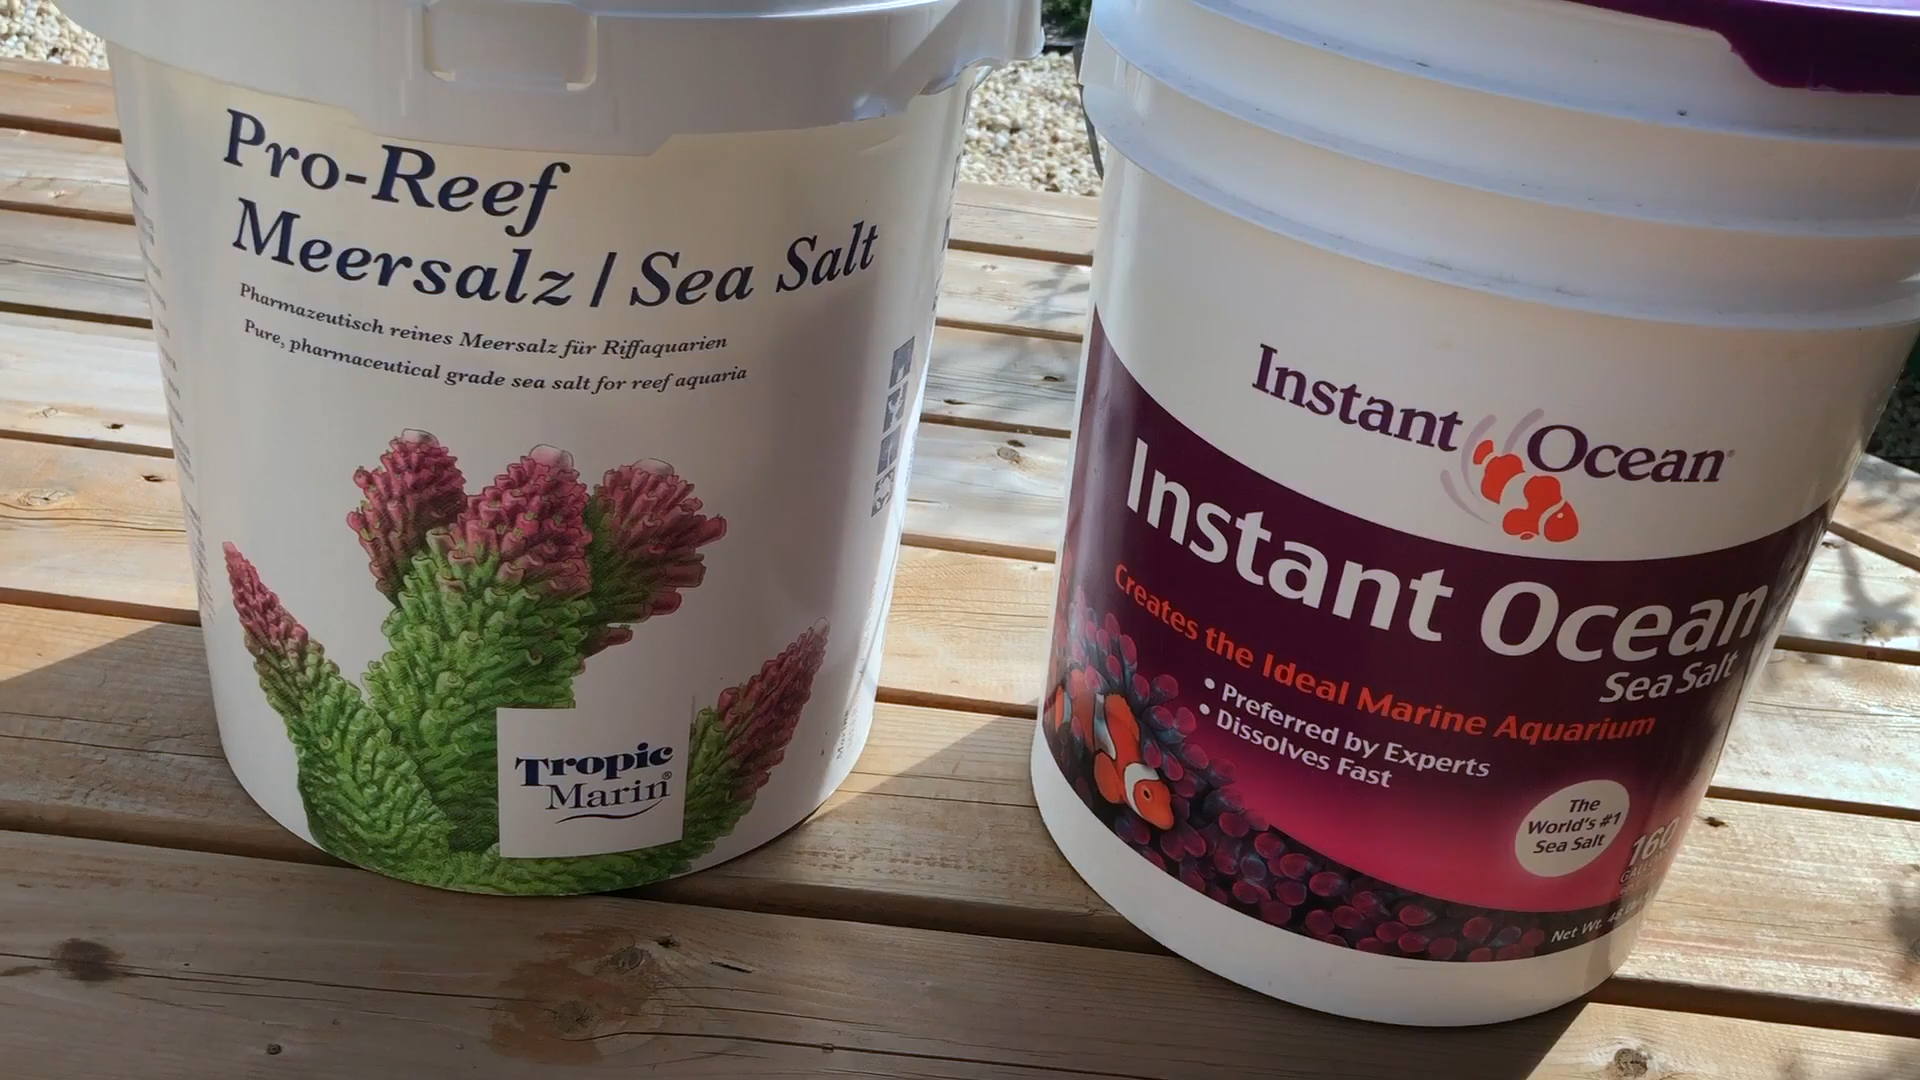 Pro-Reef
Meersalz / Sea Salt
Pharmazeutisch reines Meersalz für Riffaquarien
Pure, pharmaceutical grade sea salt for reef aquaria
Tropic
Marin®
Instant Ocean®
Instant Ocean
Sea Salt
Creates the Ideal Marine Aquarium
• Preferred by Experts
• Dissolves Fast
The
World's #1
Sea Salt
160
Net Wt.